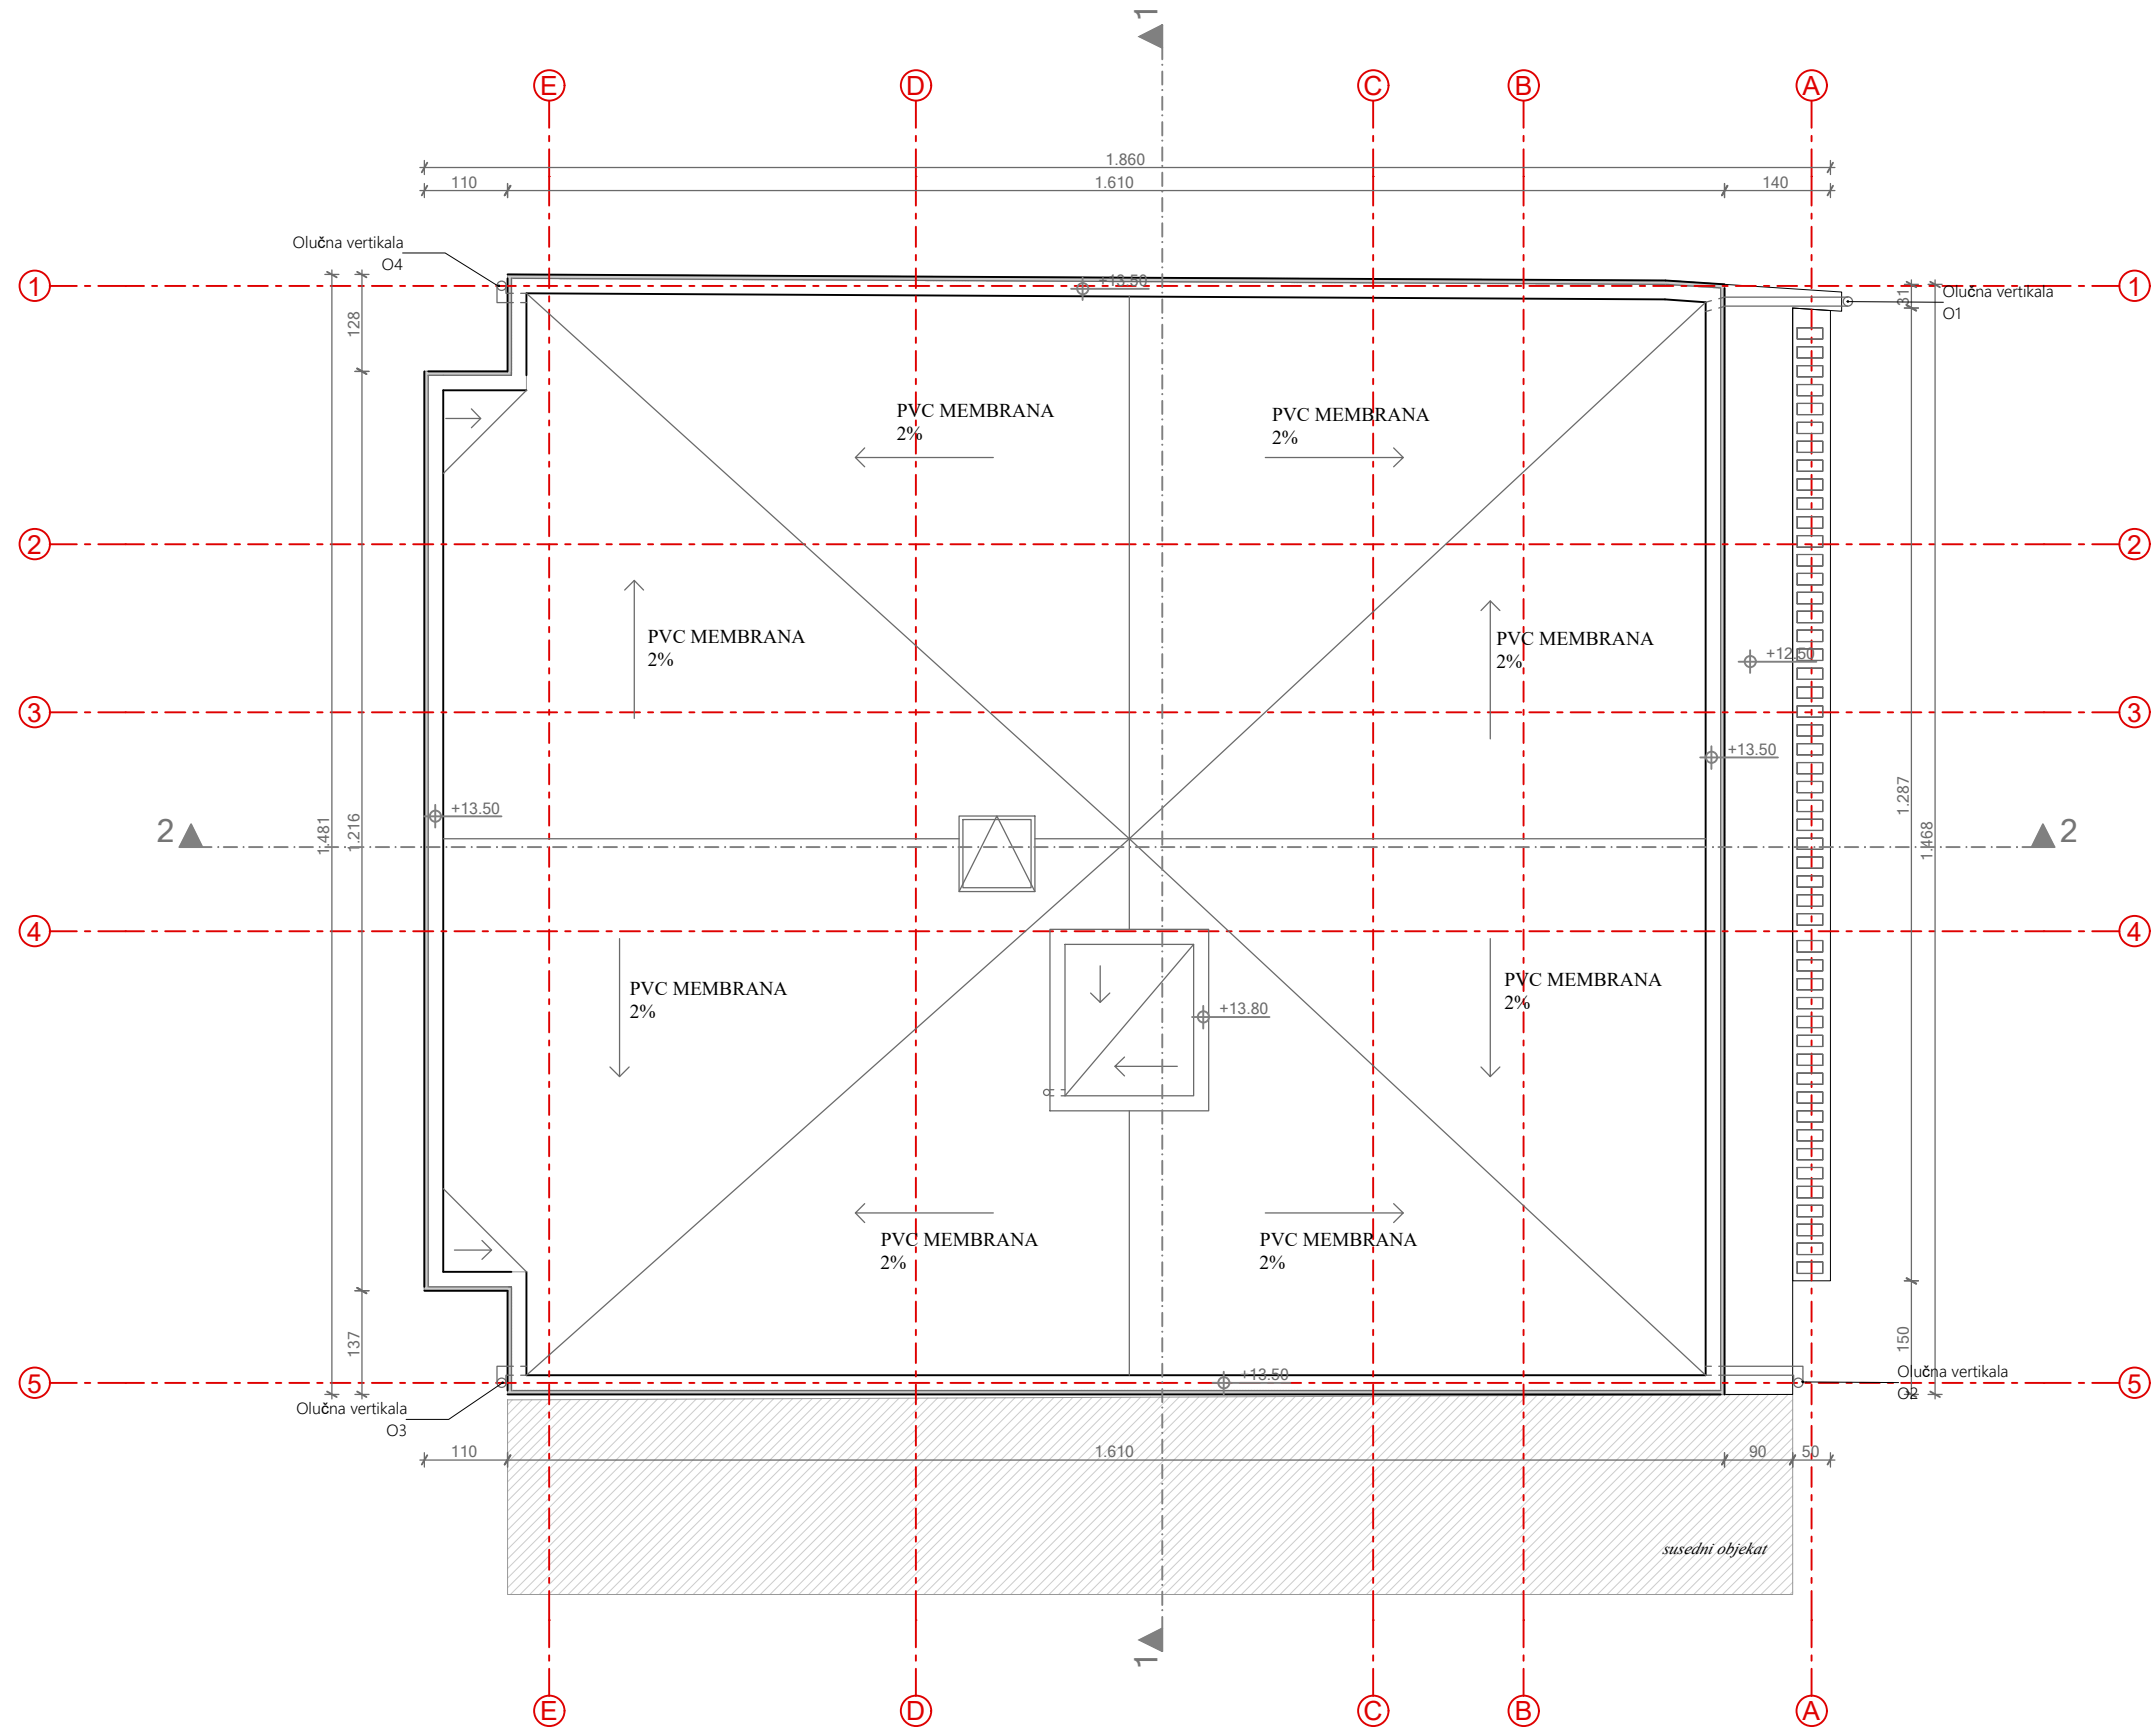 1
E
D
C
B
A
1.860
110
1.610
140
Olučna vertikala
O4
1
+13.50
1
31
Olučna vertikala
O1
128
PVC MEMBRANA
2%
PVC MEMBRANA
2%
2
2
PVC MEMBRANA
2%
PVC MEMBRANA
2%
+12.50
3
3
+13.50
+13.50
1.287
2
1.481
1.216
1.468
2
4
4
PVC MEMBRANA
2%
PVC MEMBRANA
2%
+13.80
PVC MEMBRANA
2%
PVC MEMBRANA
2%
137
150
5
+13.50
5
Olučna vertikala
O2
Olučna vertikala
O3
110
1.610
90
50
susedni objekat
1
E
D
C
B
A